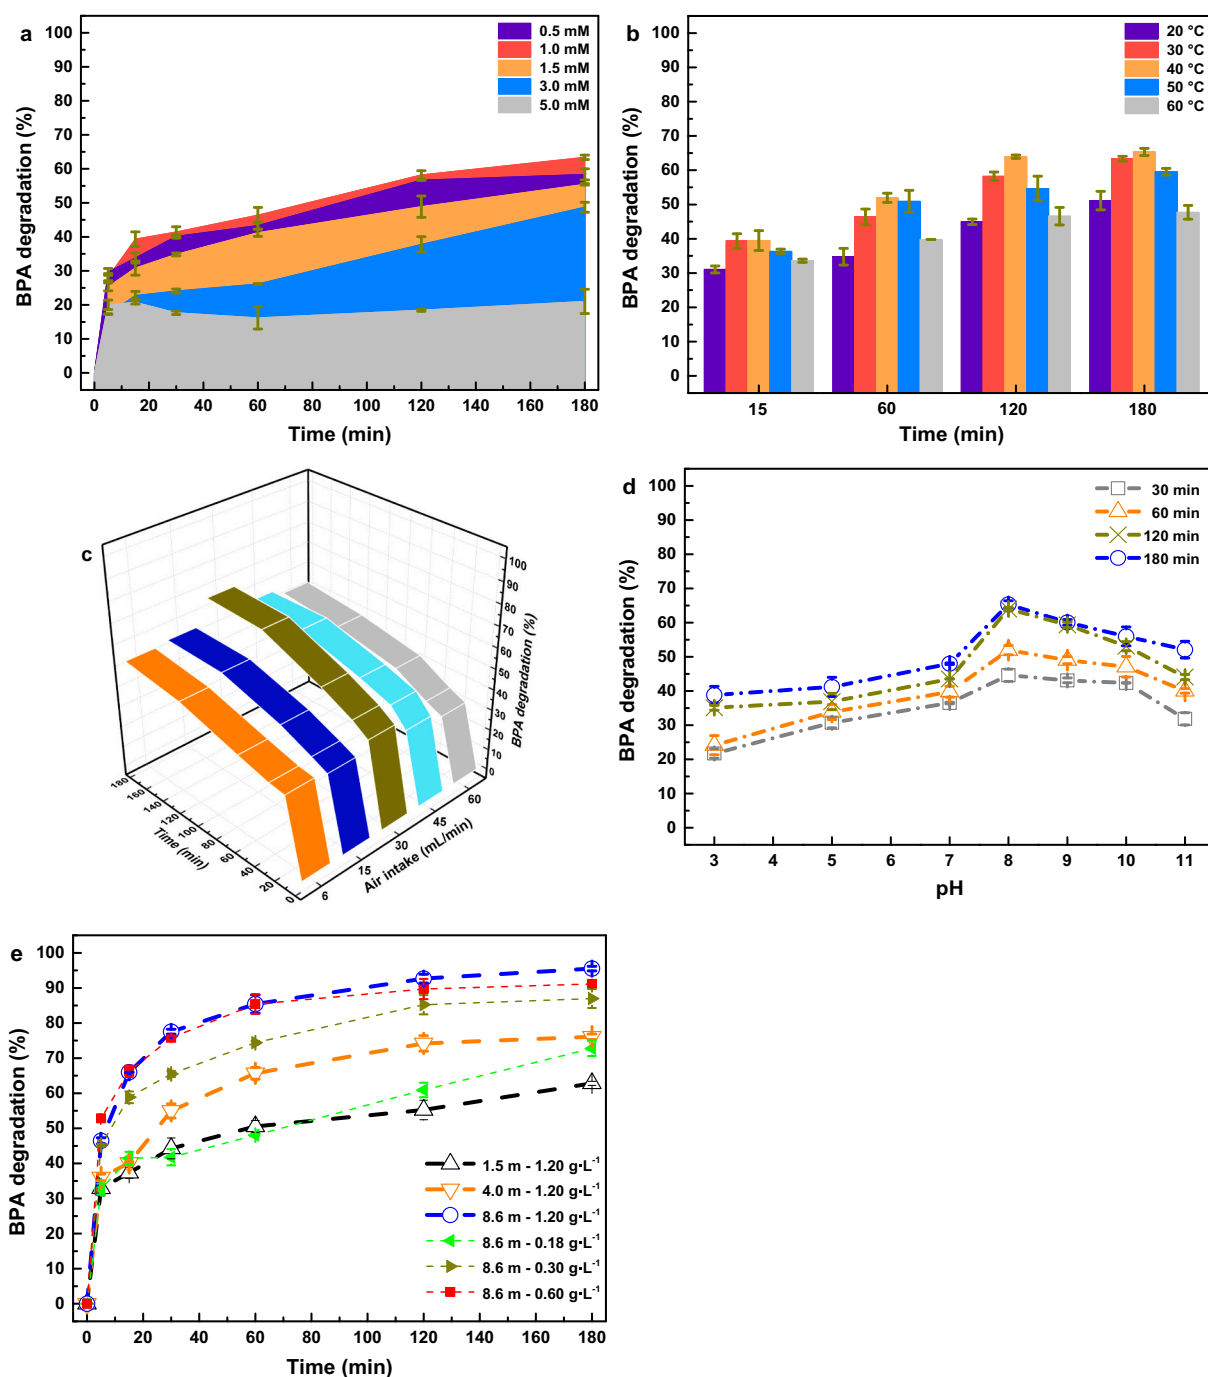 a
0.5 mM
1.0 mM
1.5 mM
3.0 mM
5.0 mM
BPA degradation (%)
100
90
80
70
60
50
40
30
20
10
0
0 20 40 60 80 100 120 140 160 180
Time (min)
b
20 °C
30 °C
40 °C
50 °C
60 °C
BPA degradation (%)
100
90
80
70
60
50
40
30
20
10
0
15 60 120 180
Time (min)
c
100
90
80
70
60
50
40
30
20
10
0
BPA degradation (%)
180
160
140
120
100
80
60
40
20
0
Time (min)
6 15 30 45 60
Air intake (mL/min)
d
30 min
60 min
120 min
180 min
BPA degradation (%)
100
90
80
70
60
50
40
30
20
10
0
3 4 5 6 7 8 9 10 11
pH
e
BPA degradation (%)
100
90
80
70
60
50
40
30
20
10
0
1.5 m - 1.20 g·L⁻¹
4.0 m - 1.20 g·L⁻¹
8.6 m - 1.20 g·L⁻¹
8.6 m - 0.18 g·L⁻¹
8.6 m - 0.30 g·L⁻¹
8.6 m - 0.60 g·L⁻¹
0 20 40 60 80 100 120 140 160 180
Time (min)